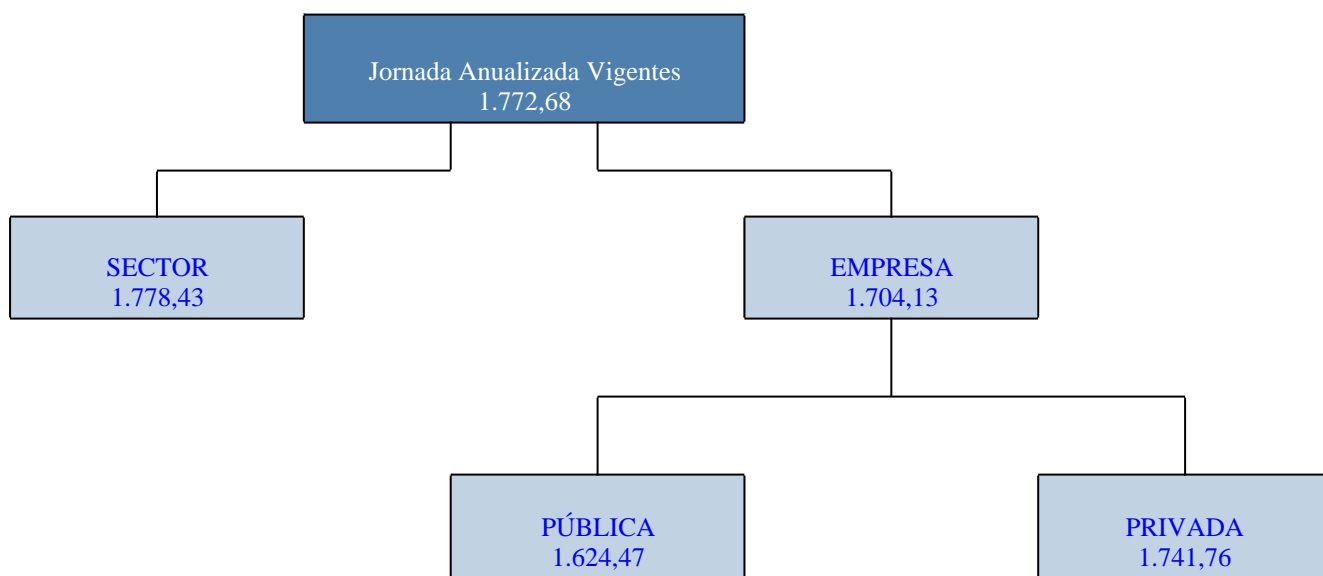 Jornada Anualizada Vigentes
1.772,68
SECTOR
1.778,43
EMPRESA
1.704,13
PÚBLICA
1.624,47
PRIVADA
1.741,76